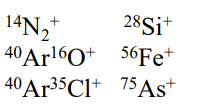 ¹⁴N₂⁺ ²⁸Si⁺
⁴⁰Ar¹⁶O⁺ ⁵⁶Fe⁺
⁴⁰Ar³⁵Cl⁺ ⁷⁵As⁺